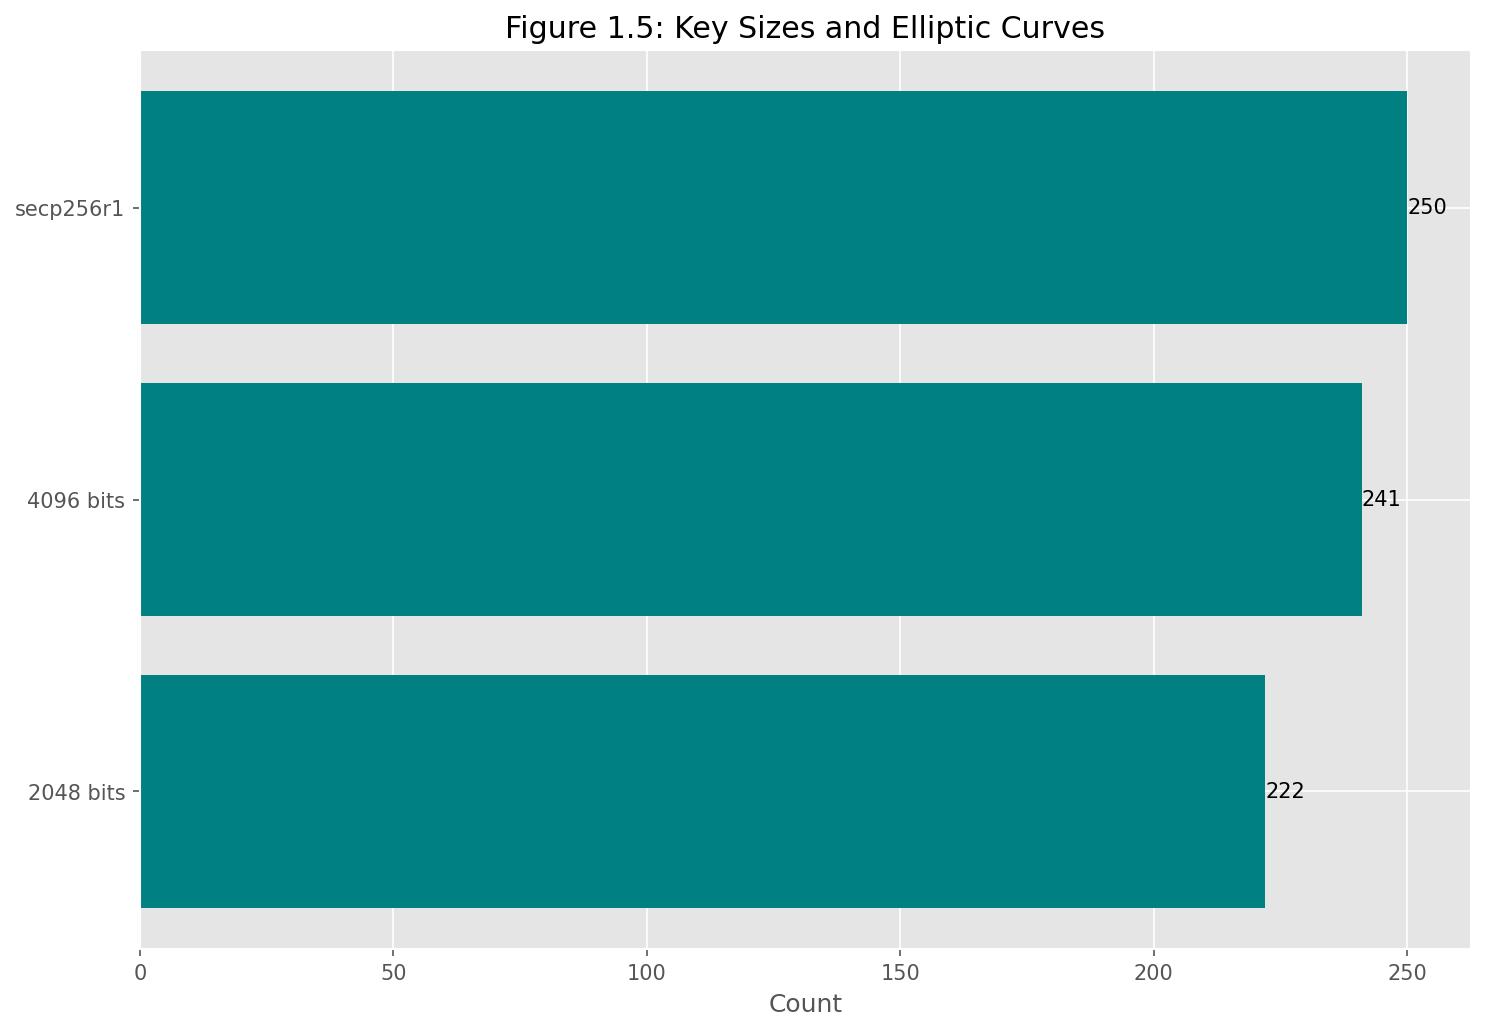 Figure 1.5: Key Sizes and Elliptic Curves
secp256r1
250
4096 bits
241
2048 bits
222
0 50 100 150 200 250
Count